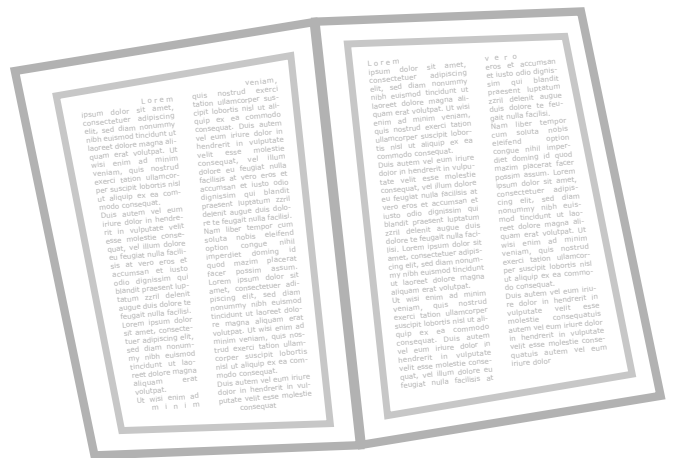 Lorem
ipsum dolor sit amet,
consectetuer adipiscing
elit, sed diam nonummy
nibh euismod tincidunt ut
laoreet dolore magna ali-
quam erat volutpat. Ut
wisi enim ad minim
veniam, quis nostrud
exerci tation ullamcor-
per suscipit lobortis nisl
ut aliquip ex ea com-
modo consequat.
Duis autem vel eum
iriure dolor in hendre-
rit in vulputate velit
esse molestie conse-
quat, vel illum dolore
eu feugiat nulla facili-
sis at vero eros et
accumsan et iusto
odio dignissim qui
blandit praesent lup-
tatum zzril delenit
augue duis dolore te
feugait nulla facilisi.
Lorem ipsum dolor
sit amet, consecte-
tuer adipiscing elit,
sed diam nonum-
my nibh euismod
tincidunt ut lao-
reet dolore magna
aliquam erat
volutpat.
Ut wisi enim ad
minim
veniam,
quis nostrud exerci
tation ullamcorper sus-
cipit lobortis nisl ut ali-
quip ex ea commodo
consequat. Duis autem
vel eum iriure dolor in
hendrerit in vulputate
velit esse molestie
consequat, vel illum
dolore eu feugiat nulla
facilisis at vero eros et
accumsan et iusto odio
dignissim qui blandit
praesent luptatum zzril
delenit augue duis dolo-
re te feugait nulla facilisi.
Nam liber tempor cum
soluta nobis eleifend
option congue nihil
imperdiet doming id
quod mazim placerat
facer possim assum.
Lorem ipsum dolor sit
amet, consectetuer adi-
piscing elit, sed diam
nonummy nibh euismod
tincidunt ut laoreet dolo-
re magna aliquam erat
volutpat. Ut wisi enim ad
minim veniam, quis nos-
trud exerci tation ullam-
corper suscipit lobortis
nisl ut aliquip ex ea com-
modo consequat.
Duis autem vel eum iriure
dolor in hendrerit in vul-
putate velit esse molestie
consequat
Lorem
ipsum dolor sit amet,
consectetuer adipiscing
elit, sed diam nonummy
nibh euismod tincidunt ut
laoreet dolore magna ali-
quam erat volutpat. Ut wisi
enim ad minim veniam,
quis nostrud exerci tation
ullamcorper suscipit lobor-
tis nisl ut aliquip ex ea
commodo consequat.
Duis autem vel eum iriure
dolor in hendrerit in vulpu-
tate velit esse molestie
consequat, vel illum dolore
eu feugiat nulla facilisis at
vero eros et accumsan et
iusto odio dignissim qui
blandit praesent luptatum
zzril delenit augue duis
dolore te feugait nulla faci-
lisi. Lorem ipsum dolor sit
amet, consectetuer adipis-
cing elit, sed diam nonum-
my nibh euismod tincidunt
ut laoreet dolore magna
aliquam erat volutpat.
Ut wisi enim ad minim
veniam, quis nostrud
exerci tation ullamcorper
suscipit lobortis nisl ut ali-
quip ex ea commodo
consequat. Duis autem
vel eum iriure dolor in
hendrerit in vulputate
velit esse molestie conse-
quat, vel illum dolore eu
feugiat nulla facilisis at
vero
eros et accumsan
et iusto odio dignis-
sim qui blandit
praesent luptatum
zzril delenit augue
duis dolore te feu-
gait nulla facilisi.
Nam liber tempor
cum soluta nobis
eleifend option
congue nihil imper-
diet doming id quod
mazim placerat facer
possim assum. Lorem
ipsum dolor sit amet,
consectetuer adipis-
cing elit, sed diam
nonummy nibh euis-
mod tincidunt ut lao-
reet dolore magna ali-
quam erat volutpat. Ut
wisi enim ad minim
veniam, quis nostrud
exerci tation ullamcor-
per suscipit lobortis nisl
ut aliquip ex ea commo-
do consequat.
Duis autem vel eum iriu-
re dolor in hendrerit in
vulputate velit esse
molestie consequatuis
autem vel eum iriure dolor
in hendrerit in vulputate
velit esse molestie conse-
quatuis autem vel eum
iriure dolor